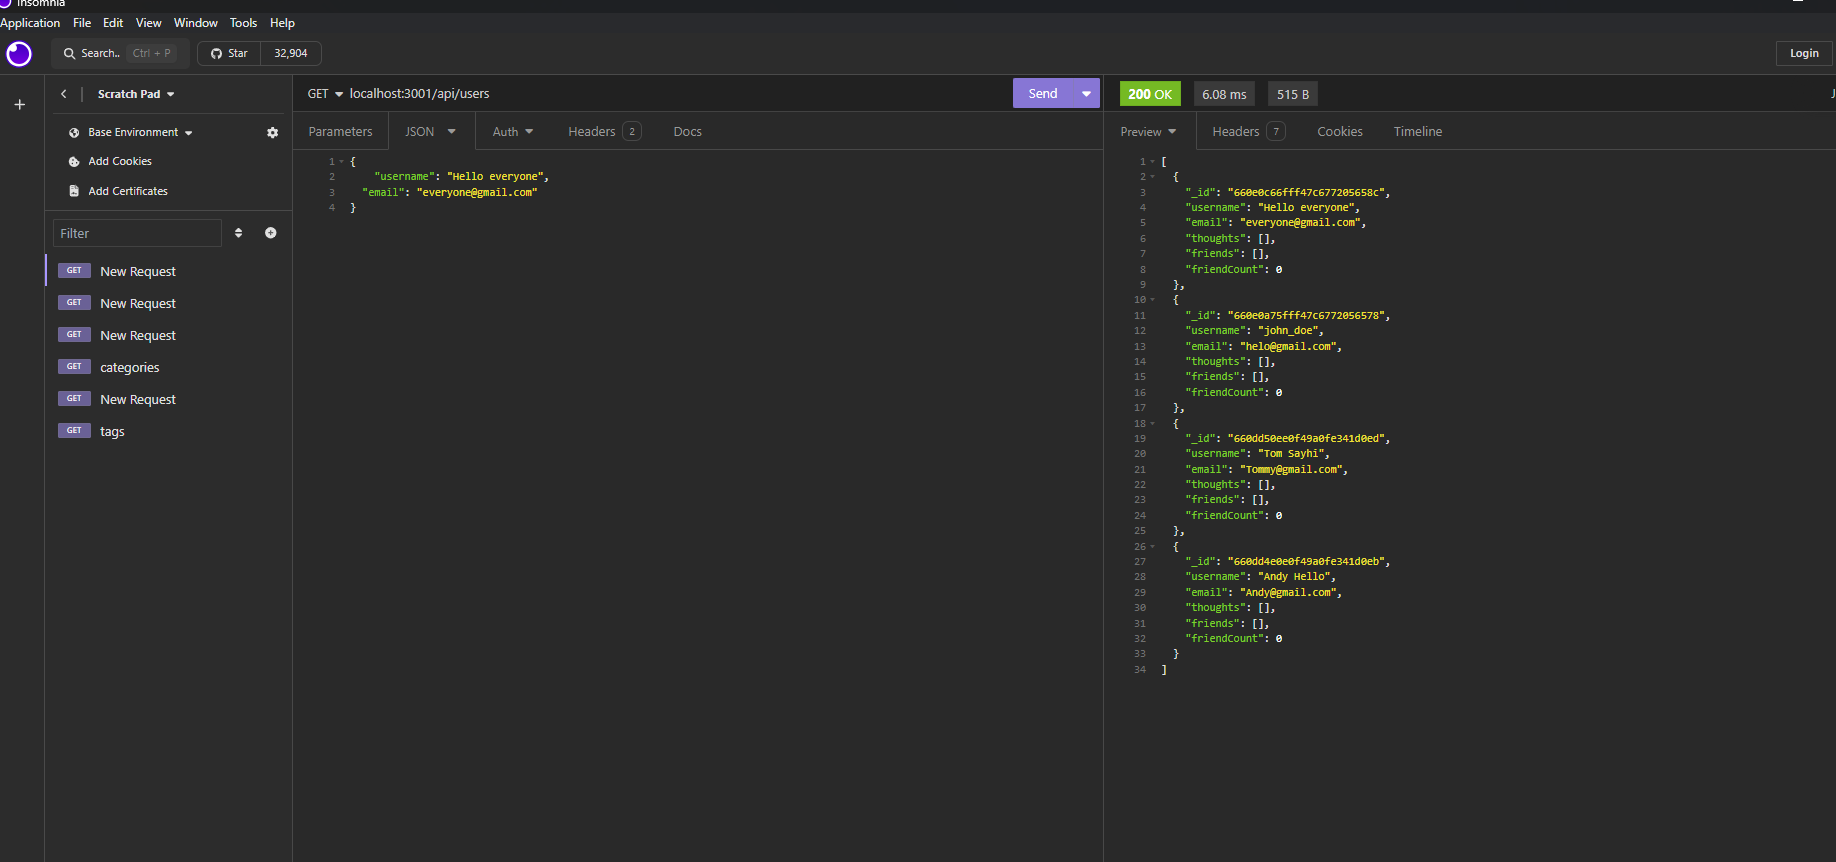 Insomnia
Application File Edit View Window Tools Help
Search.. Ctrl + P Star 32,904 Login
Scratch Pad
Base Environment
Add Cookies
Add Certificates
Filter
GET New Request
GET New Request
GET New Request
GET categories
GET New Request
GET tags
GET localhost:3001/api/users Send
Parameters JSON Auth Headers 2 Docs
1 {
2 "username": "Hello everyone",
3 "email": "everyone@gmail.com"
4 }
200 OK 6.08 ms 515 B
Preview Headers 7 Cookies Timeline
1 [
2 {
3 "_id": "660e0c66fff47c677205658c",
4 "username": "Hello everyone",
5 "email": "everyone@gmail.com",
6 "thoughts": [],
7 "friends": [],
8 "friendCount": 0
9 },
10 {
11 "_id": "660e0a75fff47c6772056578",
12 "username": "john_doe",
13 "email": "helo@gmail.com",
14 "thoughts": [],
15 "friends": [],
16 "friendCount": 0
17 },
18 {
19 "_id": "660dd50ee0f49a0fe341d0ed",
20 "username": "Tom Sayhi",
21 "email": "Tommy@gmail.com",
22 "thoughts": [],
23 "friends": [],
24 "friendCount": 0
25 },
26 {
27 "_id": "660dd4e0e0f49a0fe341d0eb",
28 "username": "Andy Hello",
29 "email": "Andy@gmail.com",
30 "thoughts": [],
31 "friends": [],
32 "friendCount": 0
33 }
34 ]